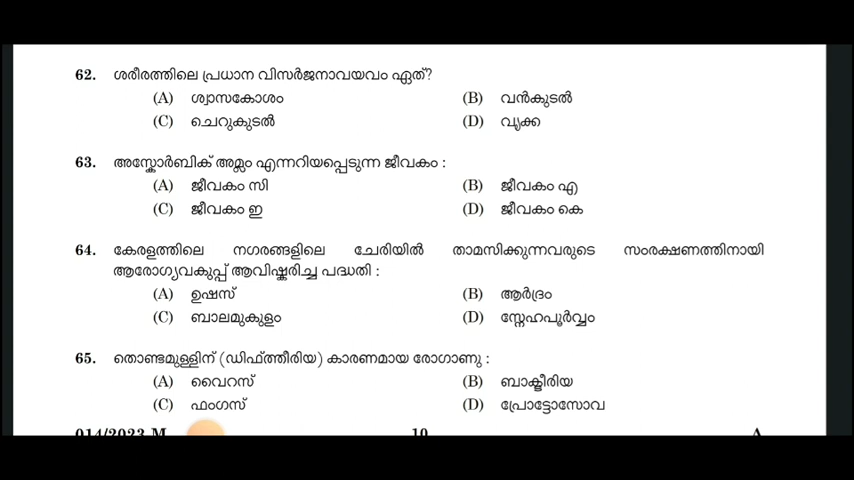 62. ശരീരത്തിലെ പ്രധാന വിസർജനാവയവം ഏത്?
(A) ശ്വാസകോശം (B) വൻകുടൽ
(C) ചെറുകുടൽ (D) വൃക്ക
63. അസ്കോർബിക് അമ്ലം എന്നറിയപ്പെടുന്ന ജീവകം :
(A) ജീവകം സി (B) ജീവകം എ
(C) ജീവകം ഇ (D) ജീവകം കെ
64. കേരളത്തിലെ നഗരങ്ങളിലെ ചേരിയിൽ താമസിക്കുന്നവരുടെ സംരക്ഷണത്തിനായി
ആരോഗ്യവകുപ്പ് ആവിഷ്കരിച്ച പദ്ധതി :
(A) ഉഷസ് (B) ആർദ്രം
(C) ബാലമുകുളം (D) സ്നേഹപൂർവ്വം
65. തൊണ്ടമുള്ളിന് (ഡിഫ്ത്തീരിയ) കാരണമായ രോഗാണു :
(A) വൈറസ് (B) ബാക്ടീരിയ
(C) ഫംഗസ് (D) പ്രോട്ടോസോവ
014/2023-M 10 A